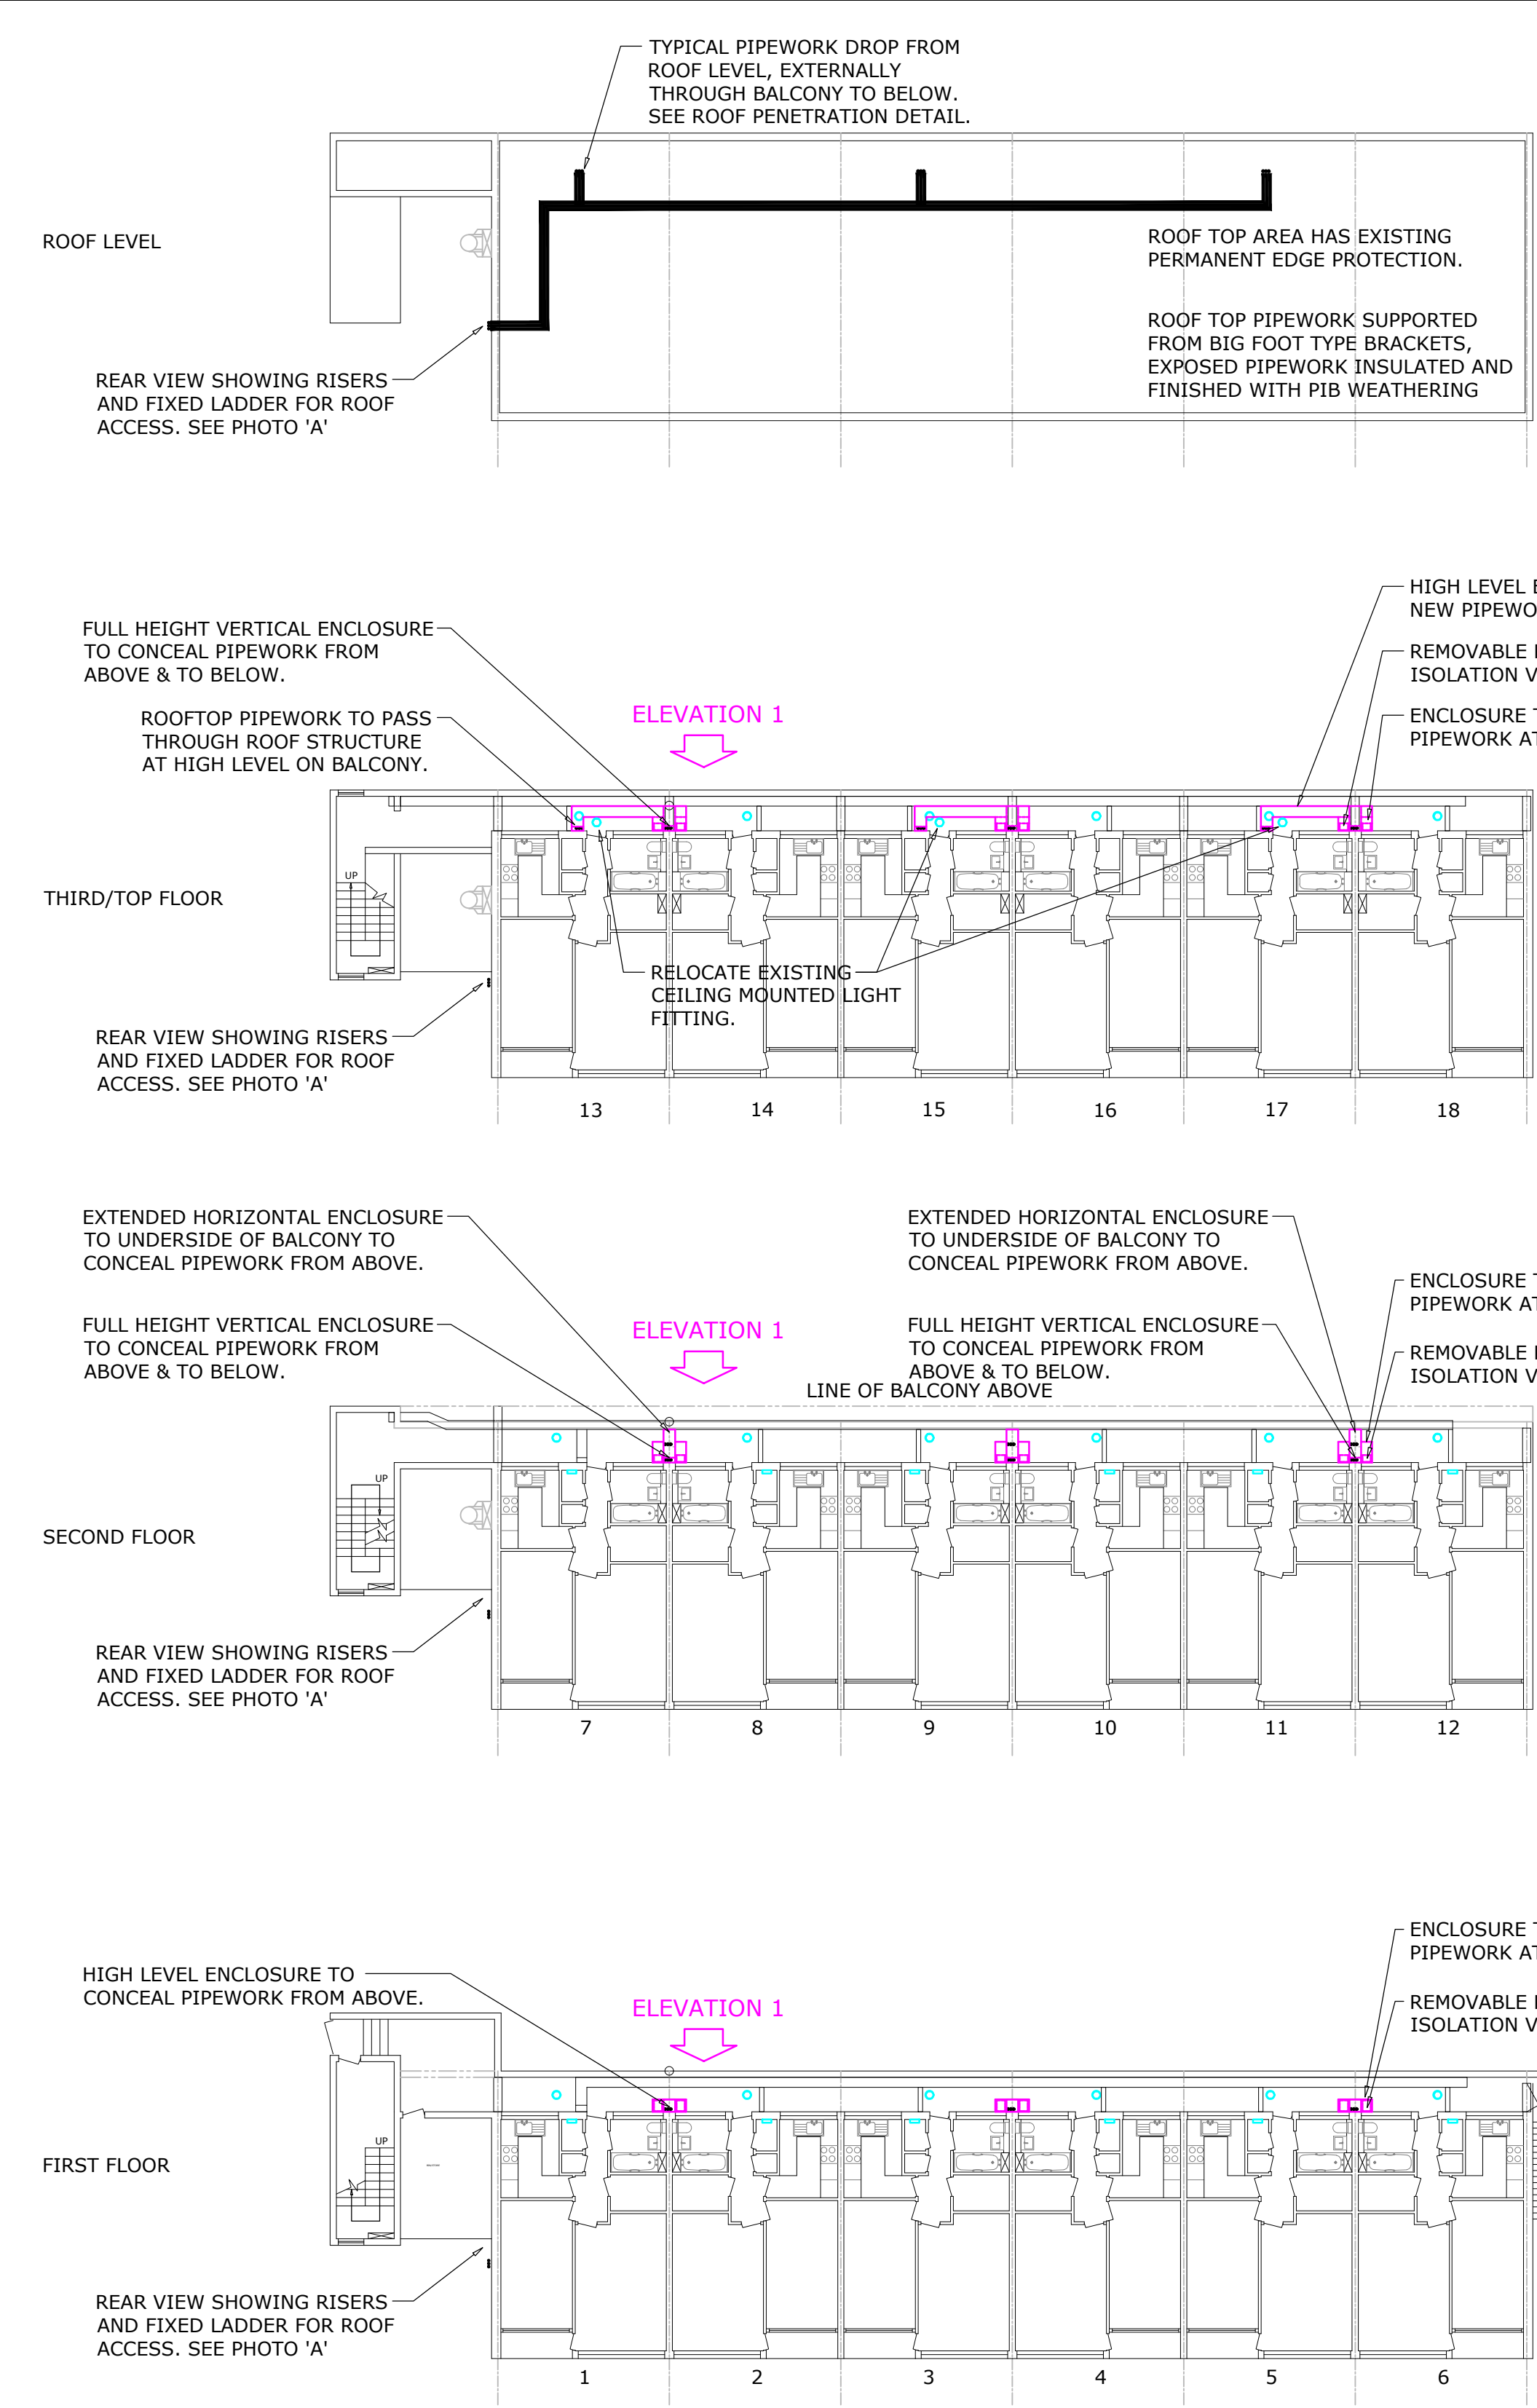 TYPICAL PIPEWORK DROP FROM
ROOF LEVEL, EXTERNALLY
THROUGH BALCONY TO BELOW.
SEE ROOF PENETRATION DETAIL.
ROOF LEVEL
ROOF TOP AREA HAS EXISTING
PERMANENT EDGE PROTECTION.
ROOF TOP PIPEWORK SUPPORTED
FROM BIG FOOT TYPE BRACKETS,
EXPOSED PIPEWORK INSULATED AND
FINISHED WITH PIB WEATHERING
REAR VIEW SHOWING RISERS
AND FIXED LADDER FOR ROOF
ACCESS. SEE PHOTO 'A'
HIGH LEVEL
NEW
FULL HEIGHT VERTICAL ENCLOSURE
TO CONCEAL PIPEWORK FROM
ABOVE & TO BELOW.
REMOVABLE
ISOLATION
ROOFTOP PIPEWORK TO PASS
THROUGH ROOF STRUCTURE
AT HIGH LEVEL ON BALCONY.
ELEVATION 1
ENCLOSURE
PIPEWORK
UP
THIRD/TOP FLOOR
RELOCATE EXISTING
CEILING MOUNTED LIGHT
FITTING.
REAR VIEW SHOWING RISERS
AND FIXED LADDER FOR ROOF
ACCESS. SEE PHOTO 'A'
13 14 15 16 17 18
EXTENDED HORIZONTAL ENCLOSURE
TO UNDERSIDE OF BALCONY TO
CONCEAL PIPEWORK FROM ABOVE.
EXTENDED HORIZONTAL ENCLOSURE
TO UNDERSIDE OF BALCONY TO
CONCEAL PIPEWORK FROM ABOVE.
ENCLOSURE
PIPEWORK
FULL HEIGHT VERTICAL ENCLOSURE
TO CONCEAL PIPEWORK FROM
ABOVE & TO BELOW.
ELEVATION 1
FULL HEIGHT VERTICAL ENCLOSURE
TO CONCEAL PIPEWORK FROM
ABOVE & TO BELOW.
REMOVABLE
ISOLATION
LINE OF BALCONY ABOVE
UP
SECOND FLOOR
REAR VIEW SHOWING RISERS
AND FIXED LADDER FOR ROOF
ACCESS. SEE PHOTO 'A'
7 8 9 10 11 12
ENCLOSURE
PIPEWORK
HIGH LEVEL ENCLOSURE TO
CONCEAL PIPEWORK FROM ABOVE.
ELEVATION 1
REMOVABLE
ISOLATION
UP
FIRST FLOOR
REAR VIEW SHOWING RISERS
AND FIXED LADDER FOR ROOF
ACCESS. SEE PHOTO 'A'
1 2 3 4 5 6